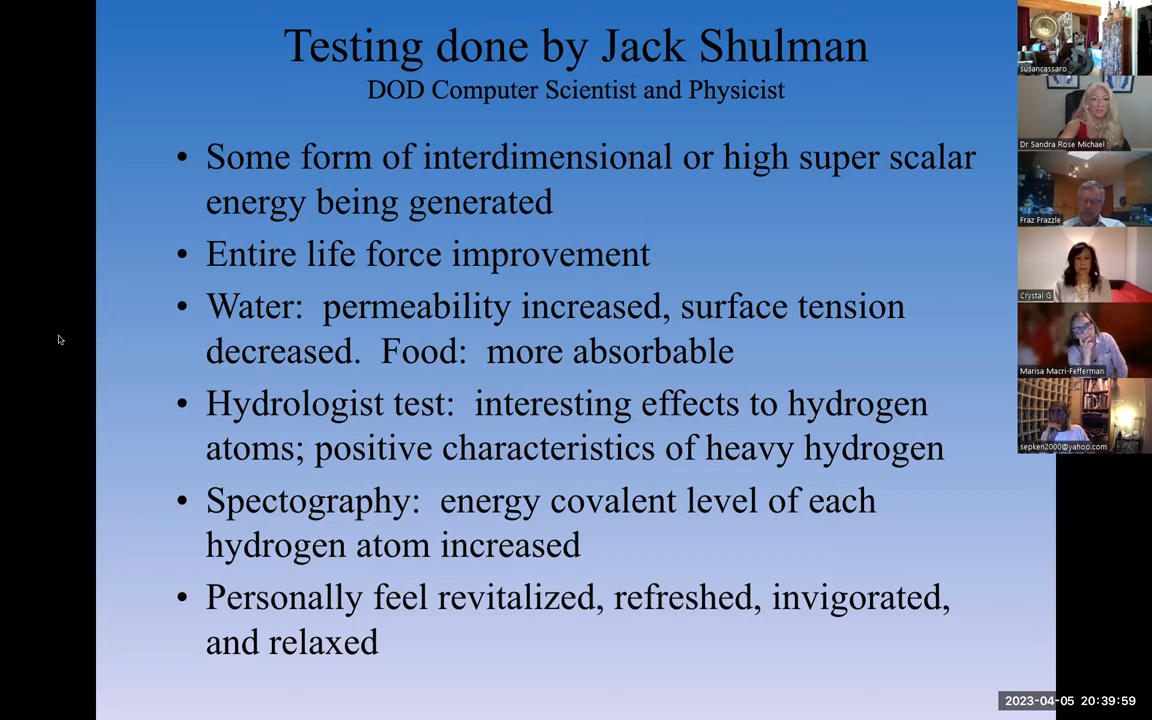 Testing done by Jack Shulman
DOD Computer Scientist and Physicist
• Some form of interdimensional or high super scalar
energy being generated
• Entire life force improvement
• Water:  permeability increased, surface tension
decreased.  Food:  more absorbable
• Hydrologist test:  interesting effects to hydrogen
atoms; positive characteristics of heavy hydrogen
• Spectography:  energy covalent level of each
hydrogen atom increased
• Personally feel revitalized, refreshed, invigorated,
and relaxed
susancassaro
Dr Sandra Rose Michael
Fraz Frazzle
Crystal G
Marisa Macri-Fefferman
sepken2000@yahoo.com
2023-04-05 20:39:59